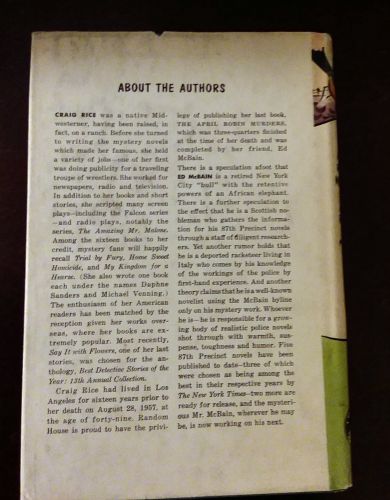 ABOUT THE AUTHORS
CRAIG RICE was a native Mid-
westerner, having been raised, in
fact, on a ranch. Before she turned
to writing the mystery novels
which made her famous, she held
a variety of jobs—one of her first
was doing publicity for a traveling
troupe of wrestlers. She worked for
newspapers, radio and television.
In addition to her books and short
stories, she scripted many screen
plays—including the Falcon series
—and radio plays, notably the
series, The Amazing Mr. Malone.
Among the sixteen books to her
credit, mystery fans will happily
recall Trial by Fury, Home Sweet
Homicide, and My Kingdom for a
Hearse. (She also wrote one book
each under the names Daphne
Sanders and Michael Venning.)
The enthusiasm of her American
readers has been matched by the
reception given her works over-
seas, where her books are ex-
tremely popular. Most recently,
Say It with Flowers, one of her last
stories, was chosen for the an-
thology, Best Detective Stories of the
Year: 13th Annual Collection.
Craig Rice had lived in Los
Angeles for sixteen years prior to
her death on August 28, 1957, at
the age of forty-nine. Random
House is proud to have the privi-
lege of publishing her last book,
THE APRIL ROBIN MURDERS,
which was three-quarters finished
at the time of her death and was
completed by her friend, Ed
McBain.
There is a speculation afoot that
ED McBAIN is a retired New York
City "bull" with the retentive
powers of an African elephant.
There is a further speculation to
the effect that he is a Scottish no-
bleman who gathers the informa-
tion for his 87th Precinct novels
through a staff of diligent research-
ers. Yet another rumor holds that
he is a deported racketeer living in
Italy who comes by his knowledge
of the workings of the police by
first-hand experience. And another
theory claims that he is a well-known
novelist using the McBain byline
only on his mystery work. Whoever
he is—he is responsible for a grow-
ing body of realistic police novels
shot through with warmth, sus-
pense, toughness and humor. Five
87th Precinct novels have been
published to date—three of which
were chosen as being among the
best in their respective years by
The New York Times—two more are
ready for release, and the mysteri-
ous Mr. McBain, wherever he may
be, is now working on his next.